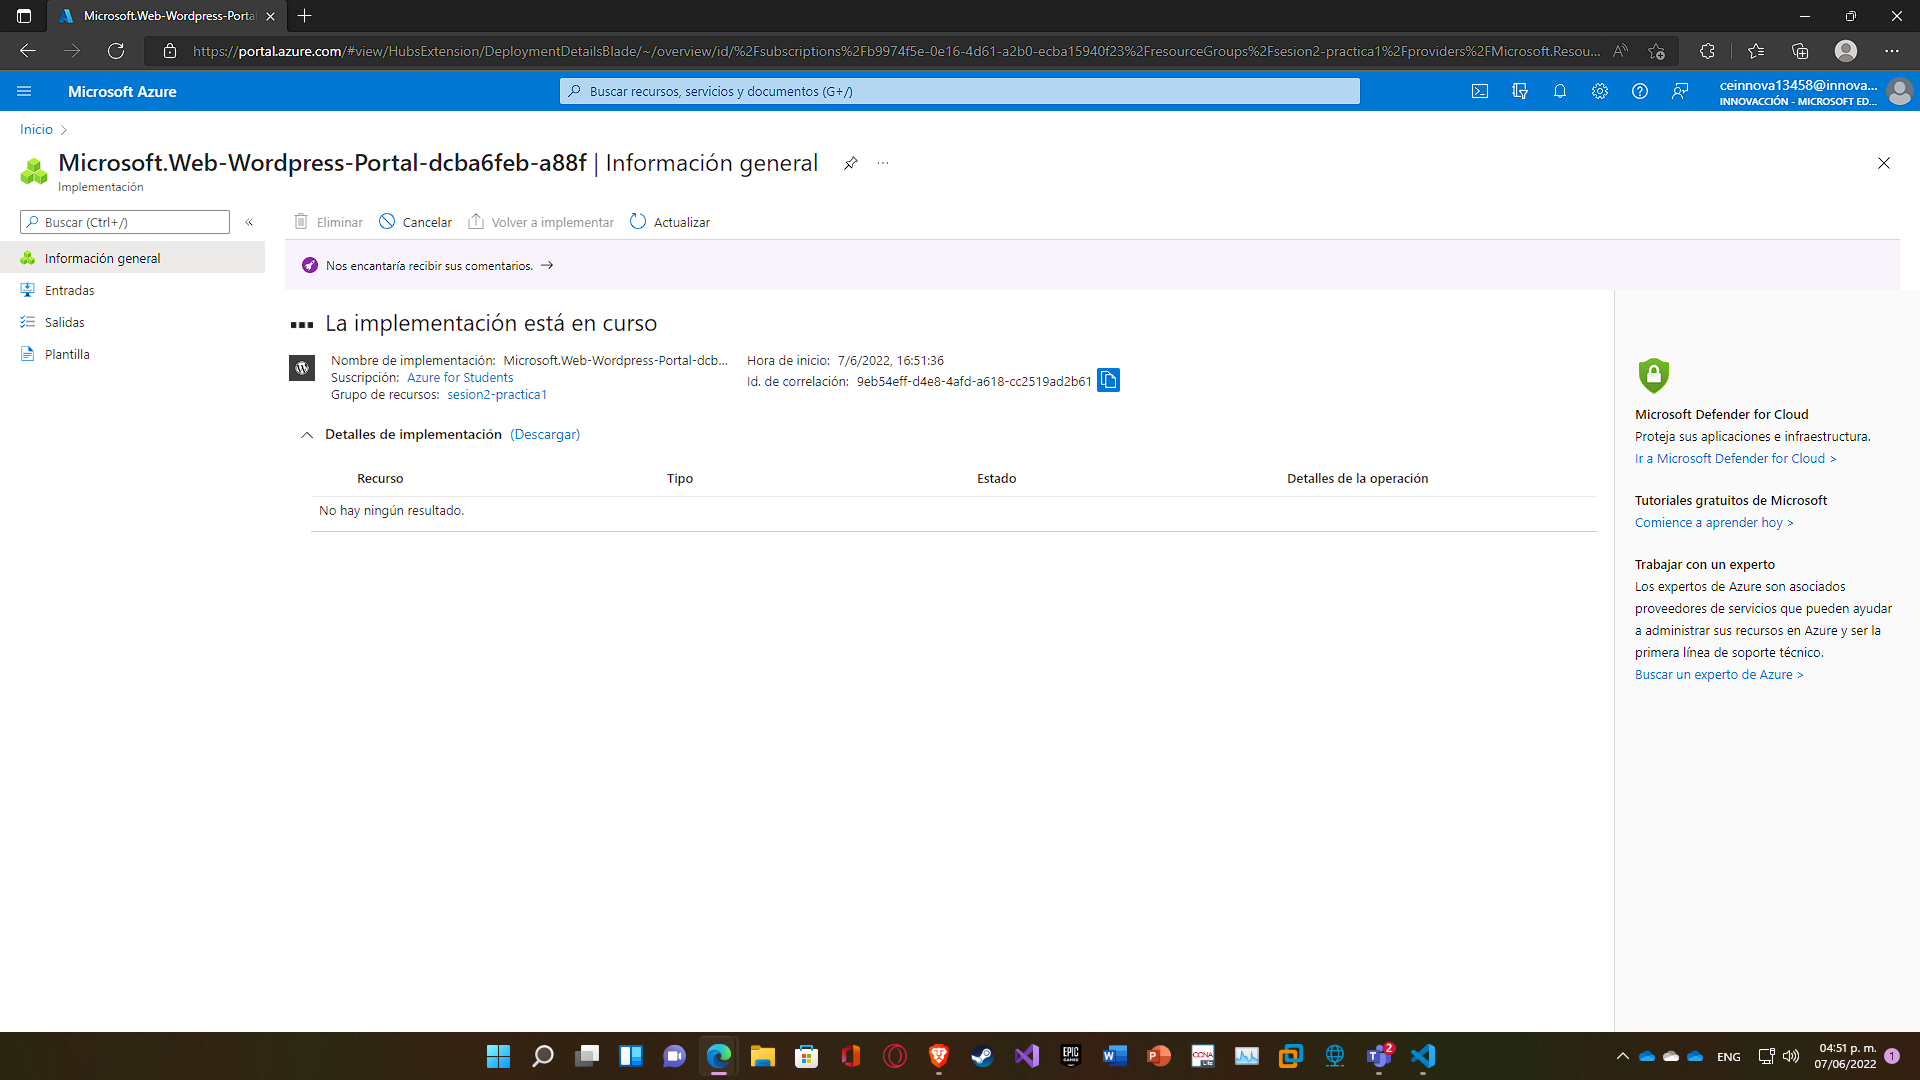 Microsoft.Web-Wordpress-Porta
https://portal.azure.com/#view/HubsExtension/DeploymentDetailsBlade/~/overview/id/%2Fsubscriptions%2Fb9974f5e-0e16-4d61-a2b0-ecba15940f23%2FresourceGroups%2Fsesion2-practica1%2Fproviders%2FMicrosoft.Resou...
Microsoft Azure
Buscar recursos, servicios y documentos (G+/)
ceinnova13458@innova...
INNOVACCIÓN - MICROSOFT ED...
Inicio
Microsoft.Web-Wordpress-Portal-dcba6feb-a88f | Información general
Implementación
Buscar (Ctrl+/)
Eliminar
Cancelar
Volver a implementar
Actualizar
Información general
Entradas
Salidas
Plantilla
Nos encantaría recibir sus comentarios. →
La implementación está en curso
Nombre de implementación: Microsoft.Web-Wordpress-Portal-dcb...
Suscripción: Azure for Students
Grupo de recursos: sesion2-practica1
Hora de inicio: 7/6/2022, 16:51:36
Id. de correlación: 9eb54eff-d4e8-4afd-a618-cc2519ad2b61
Detalles de implementación (Descargar)
Recurso Tipo Estado Detalles de la operación
No hay ningún resultado.
Microsoft Defender for Cloud
Proteja sus aplicaciones e infraestructura.
Ir a Microsoft Defender for Cloud >
Tutoriales gratuitos de Microsoft
Comience a aprender hoy >
Trabajar con un experto
Los expertos de Azure son asociados
proveedores de servicios que pueden ayudar
a administrar sus recursos en Azure y ser la
primera línea de soporte técnico.
Buscar un experto de Azure >
EPIC
GAMES
CCNA
2
ENG
04:51 p. m.
07/06/2022
1